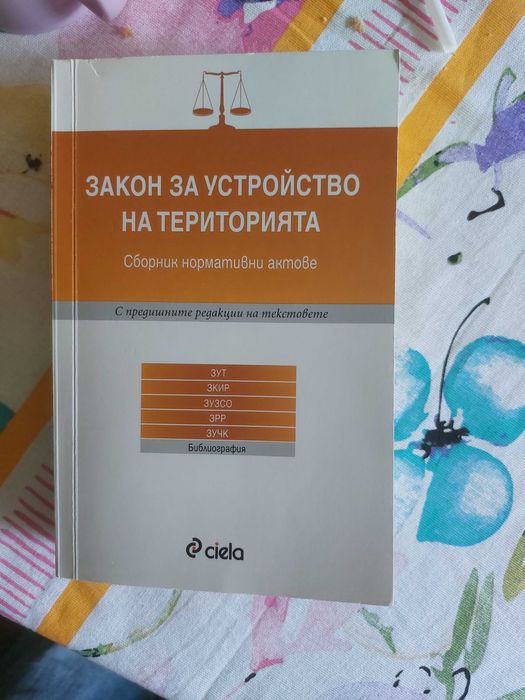 ЗАКОН ЗА УСТРОЙСТВО
НА ТЕРИТОРИЯТА
Сборник нормативни актове
С предишните редакции на текстовете
ЗУТ
ЗКИР
ЗУЗСО
ЗРР
ЗУЧК
Библиография
ciela